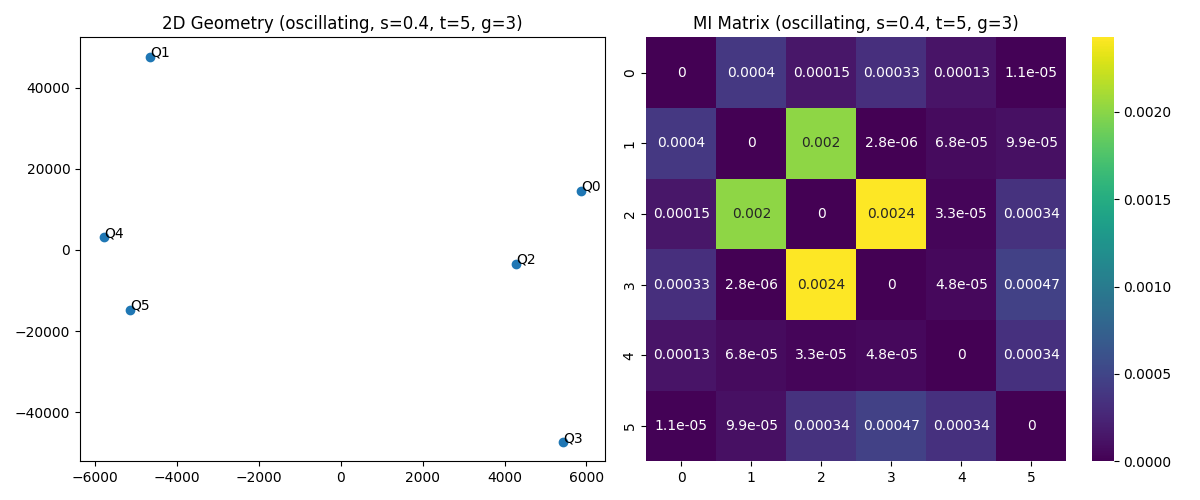 2D Geometry (oscillating, s=0.4, t=5, g=3)
Q1
Q0
Q4
Q2
Q5
Q3
40000
20000
0
−20000
−40000
−6000 −4000 −2000 0 2000 4000 6000
MI Matrix (oscillating, s=0.4, t=5, g=3)
0 0 0.0004 0.00015 0.00033 0.00013 1.1e-05
1 0.0004 0 0.002 2.8e-06 6.8e-05 9.9e-05
2 0.00015 0.002 0 0.0024 3.3e-05 0.00034
3 0.00033 2.8e-06 0.0024 0 4.8e-05 0.00047
4 0.00013 6.8e-05 3.3e-05 4.8e-05 0 0.00034
5 1.1e-05 9.9e-05 0.00034 0.00047 0.00034 0
0 1 2 3 4 5
0.0020
0.0015
0.0010
0.0005
0.0000